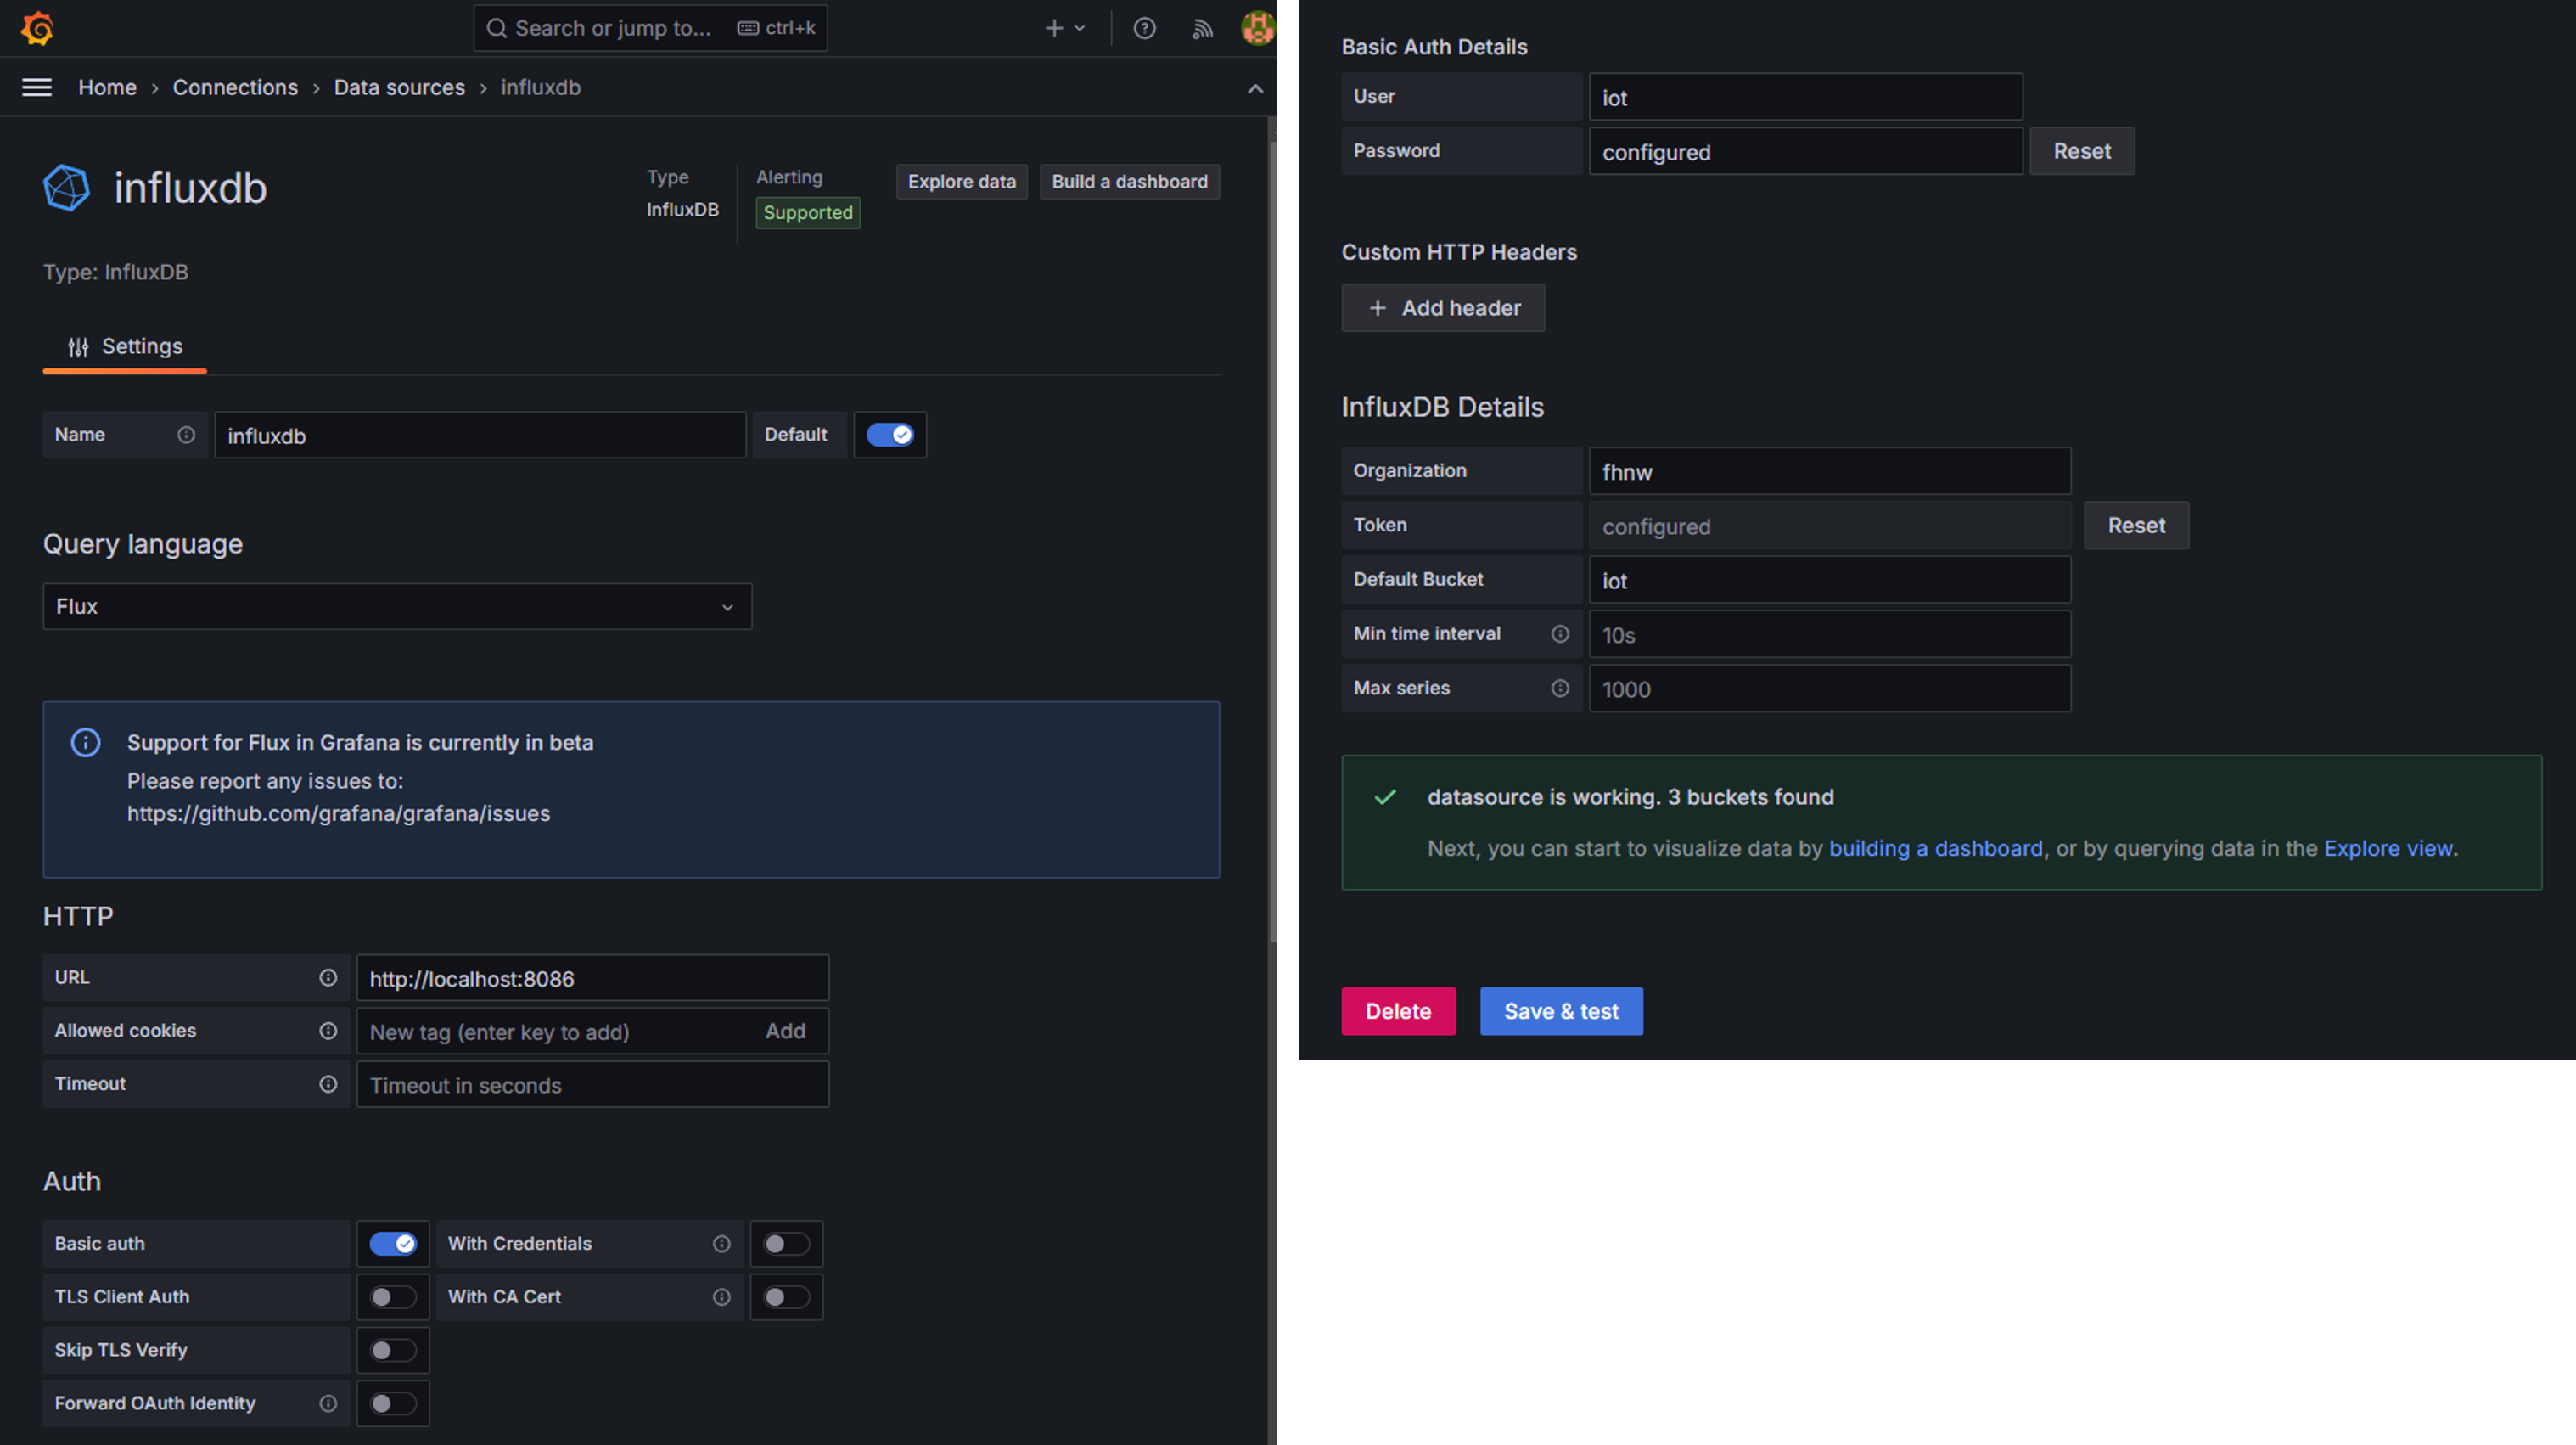 Search or jump to... ctrl+k
Home › Connections › Data sources › influxdb
influxdb
Type
InfluxDB
Alerting
Supported
Explore data
Build a dashboard
Type: InfluxDB
Settings
Name influxdb Default
Query language
Flux
Support for Flux in Grafana is currently in beta
Please report any issues to:
https://github.com/grafana/grafana/issues
HTTP
URL http://localhost:8086
Allowed cookies New tag (enter key to add) Add
Timeout Timeout in seconds
Auth
Basic auth With Credentials
TLS Client Auth With CA Cert
Skip TLS Verify
Forward OAuth Identity
Basic Auth Details
User iot
Password configured Reset
Custom HTTP Headers
+ Add header
InfluxDB Details
Organization fhnw
Token configured Reset
Default Bucket iot
Min time interval 10s
Max series 1000
datasource is working. 3 buckets found
Next, you can start to visualize data by building a dashboard, or by querying data in the Explore view.
Delete Save & test